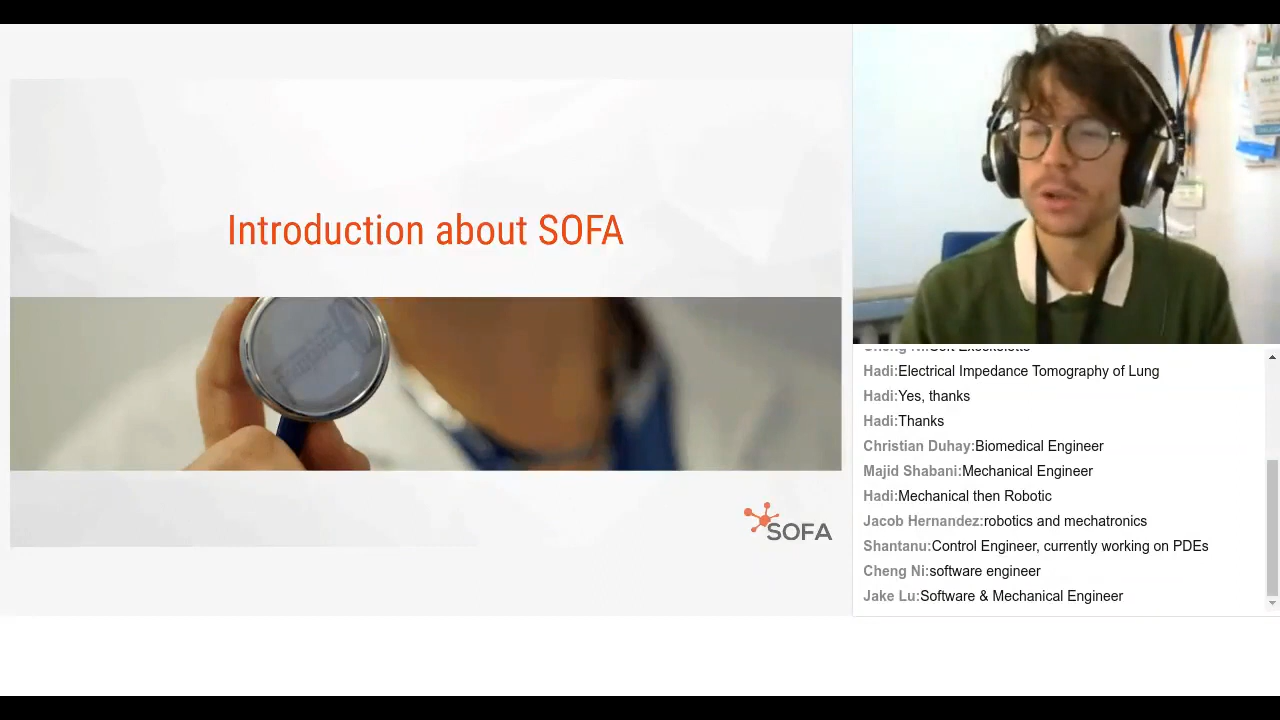 Introduction about SOFA
SOFA
Hadi:Electrical Impedance Tomography of Lung
Hadi:Yes, thanks
Hadi:Thanks
Christian Duhay:Biomedical Engineer
Majid Shabani:Mechanical Engineer
Hadi:Mechanical then Robotic
Jacob Hernandez:robotics and mechatronics
Shantanu:Control Engineer, currently working on PDEs
Cheng Ni:software engineer
Jake Lu:Software & Mechanical Engineer